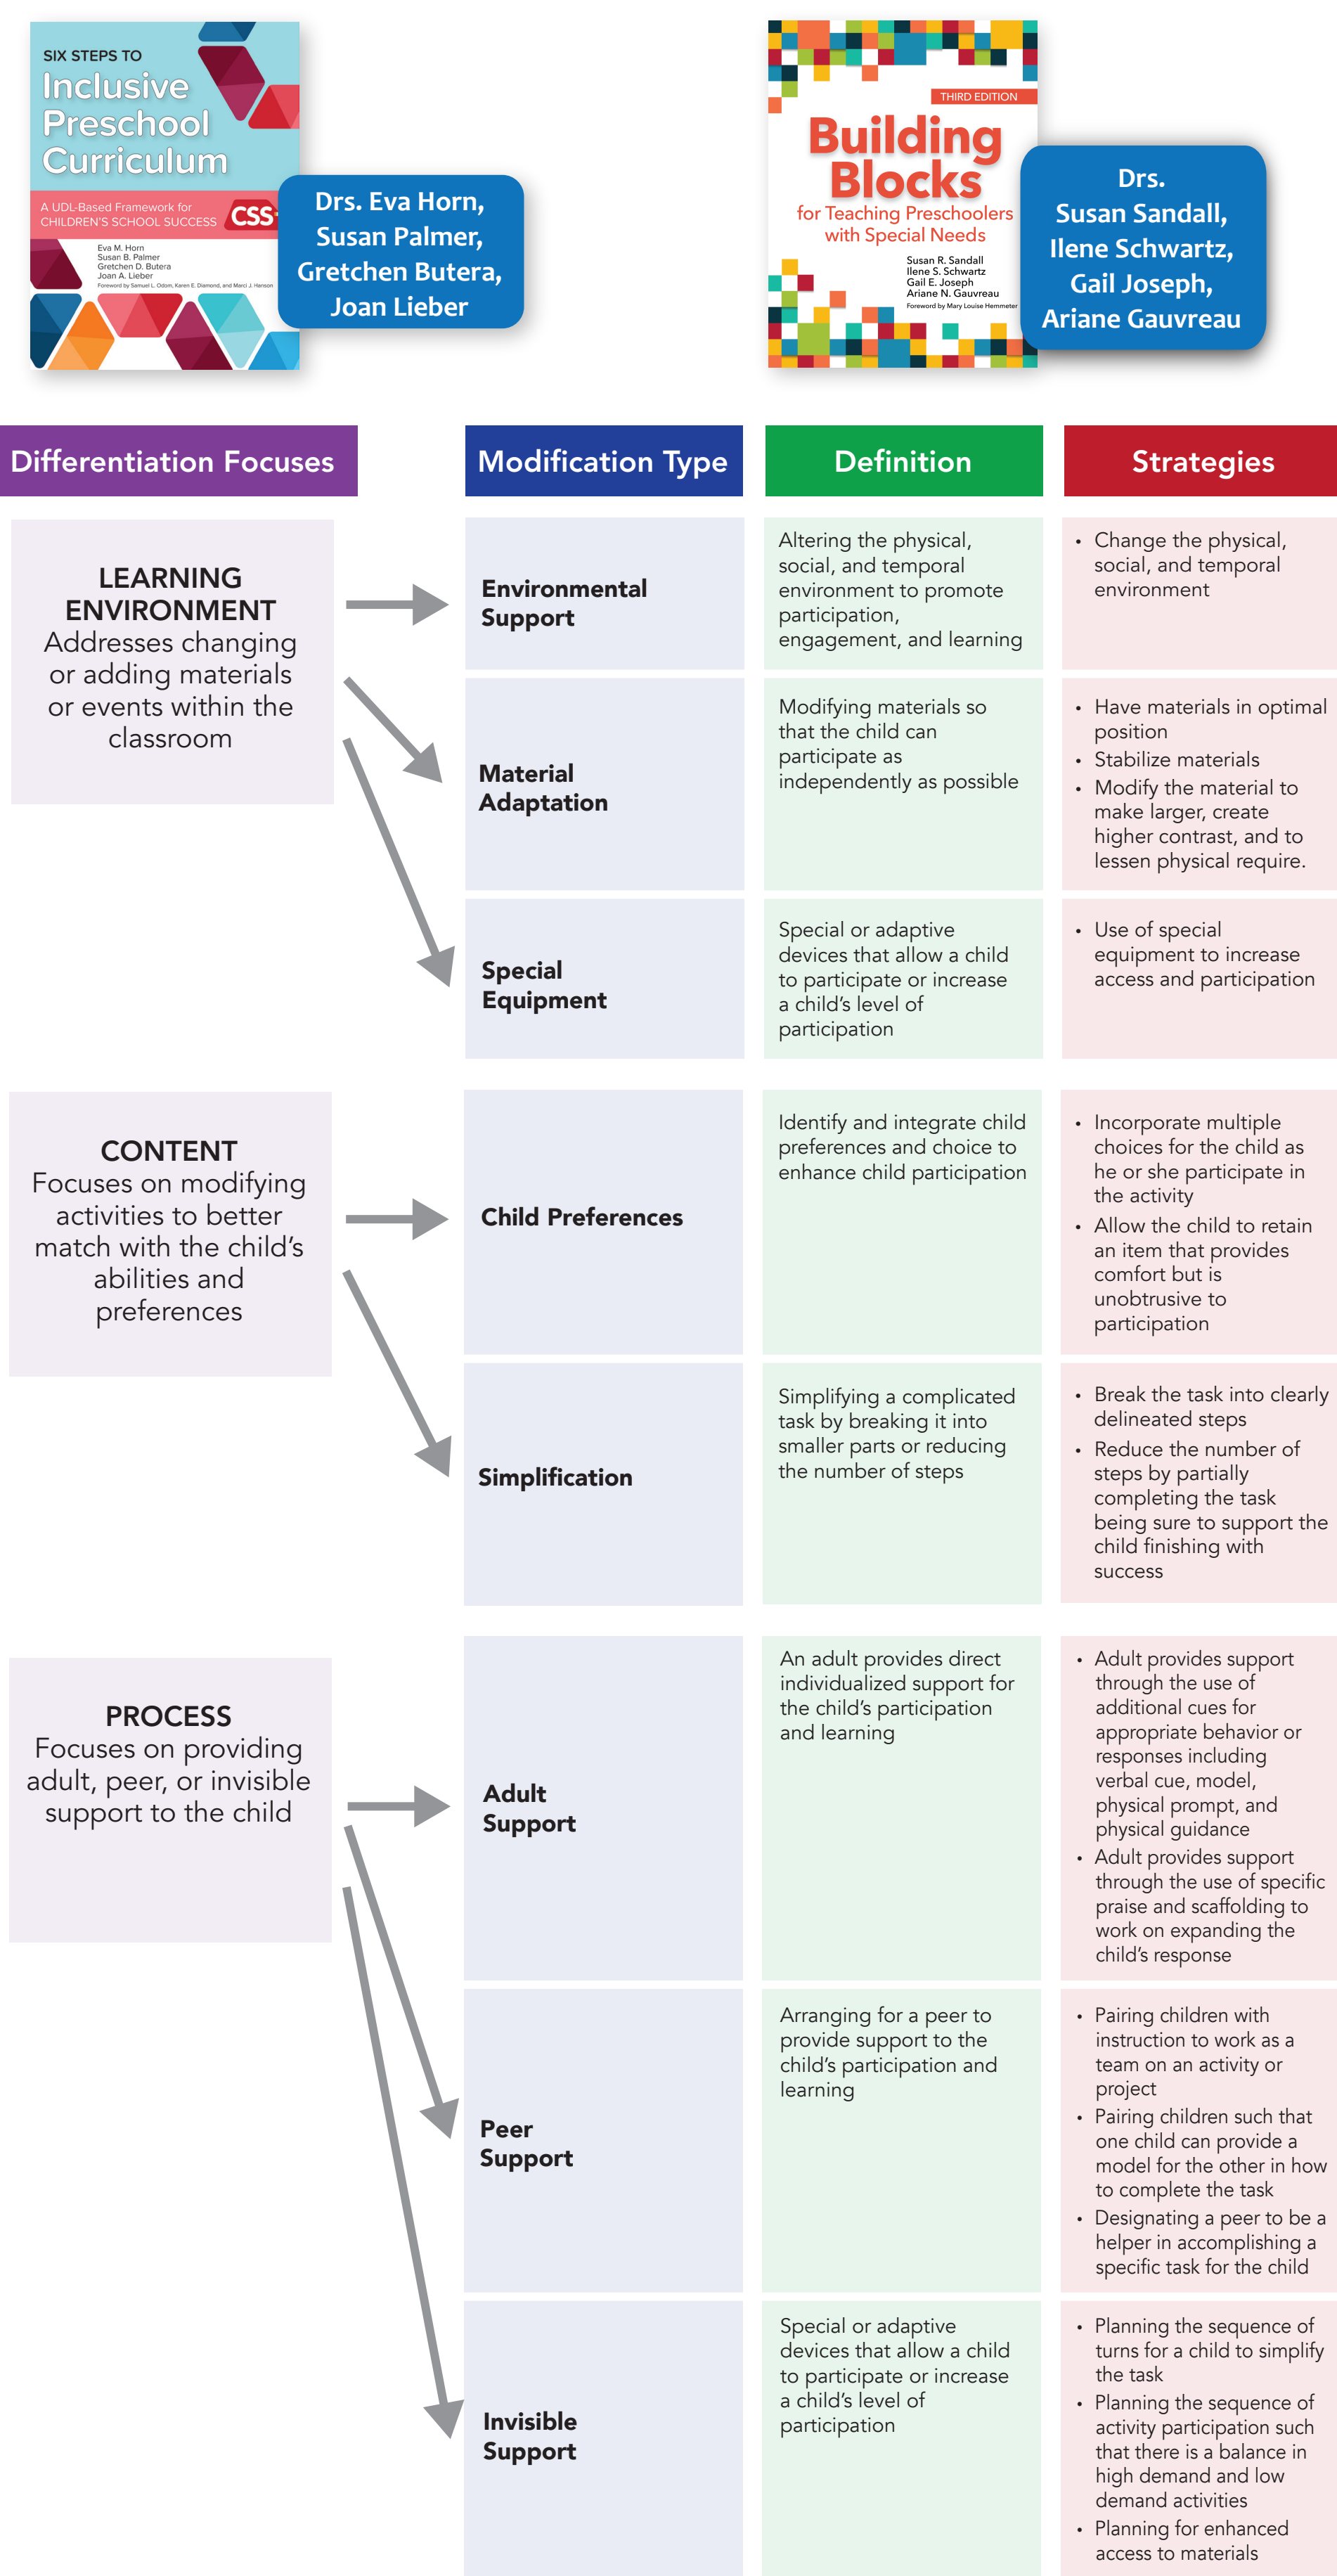 SIX STEPS TO
Inclusive
Preschool
Curriculum
A UDL-Based Framework for
CHILDREN'S SCHOOL SUCCESS
CSS+
Eva M. Horn
Susan B. Palmer
Gretchen D. Butera
Joan A. Lieber
Foreword by Samuel L. Odom, Karen E. Diamond, and Marci J. Hanson
Drs. Eva Horn,
Susan Palmer,
Gretchen Butera,
Joan Lieber
THIRD EDITION
Building
Blocks
for Teaching Preschoolers
with Special Needs
Susan R. Sandall
Ilene S. Schwartz
Gail E. Joseph
Ariane N. Gauvreau
Foreword by Mary Louise Hemmeter
Drs.
Susan Sandall,
Ilene Schwartz,
Gail Joseph,
Ariane Gauvreau
Differentiation Focuses
Modification Type
Definition
Strategies
LEARNING
ENVIRONMENT
Addresses changing
or adding materials
or events within the
classroom
Environmental
Support
Altering the physical,
social, and temporal
environment to promote
participation,
engagement, and learning
• Change the physical,
social, and temporal
environment
Material
Adaptation
Modifying materials so
that the child can
participate as
independently as possible
• Have materials in optimal
position
• Stabilize materials
• Modify the material to
make larger, create
higher contrast, and to
lessen physical require.
Special
Equipment
Special or adaptive
devices that allow a child
to participate or increase
a child's level of
participation
• Use of special
equipment to increase
access and participation
CONTENT
Focuses on modifying
activities to better
match with the child's
abilities and
preferences
Child Preferences
Identify and integrate child
preferences and choice to
enhance child participation
• Incorporate multiple
choices for the child as
he or she participate in
the activity
• Allow the child to retain
an item that provides
comfort but is
unobtrusive to
participation
Simplification
Simplifying a complicated
task by breaking it into
smaller parts or reducing
the number of steps
• Break the task into clearly
delineated steps
• Reduce the number of
steps by partially
completing the task
being sure to support the
child finishing with
success
PROCESS
Focuses on providing
adult, peer, or invisible
support to the child
Adult
Support
An adult provides direct
individualized support for
the child's participation
and learning
• Adult provides support
through the use of
additional cues for
appropriate behavior or
responses including
verbal cue, model,
physical prompt, and
physical guidance
• Adult provides support
through the use of specific
praise and scaffolding to
work on expanding the
child's response
Peer
Support
Arranging for a peer to
provide support to the
child's participation and
learning
• Pairing children with
instruction to work as a
team on an activity or
project
• Pairing children such that
one child can provide a
model for the other in how
to complete the task
• Designating a peer to be a
helper in accomplishing a
specific task for the child
Invisible
Support
Special or adaptive
devices that allow a child
to participate or increase
a child's level of
participation
• Planning the sequence of
turns for a child to simplify
the task
• Planning the sequence of
activity participation such
that there is a balance in
high demand and low
demand activities
• Planning for enhanced
access to materials